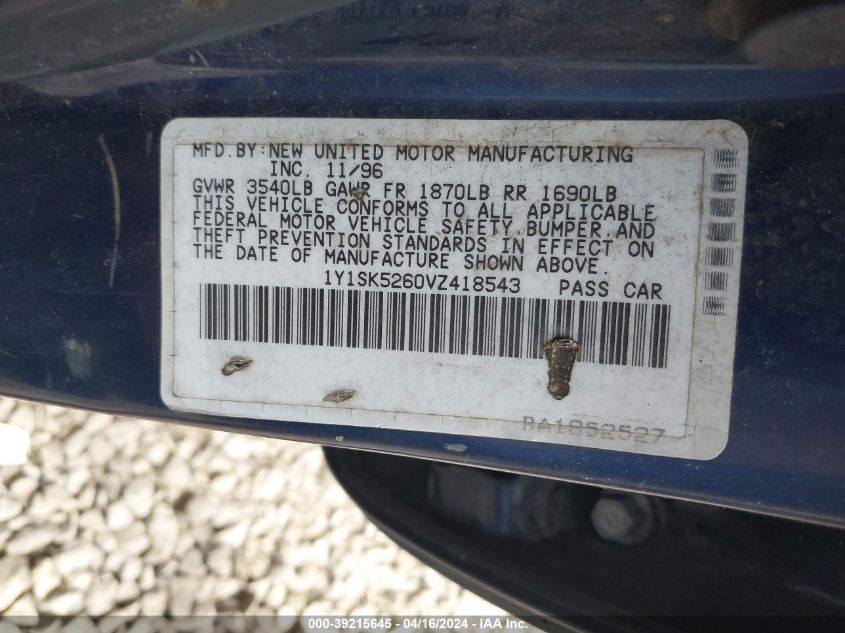 MFD.BY:NEW UNITED MOTOR MANUFACTURING
INC. 11/96
GVWR 3540LB GAWR FR 1870LB RR 1690LB
THIS VEHICLE CONFORMS TO ALL APPLICABLE
FEDERAL MOTOR VEHICLE SAFETY,BUMPER,AND
THEFT PREVENTION STANDARDS IN EFFECT ON
THE DATE OF MANUFACTURE SHOWN ABOVE.
1Y1SK5260VZ418543 PASS CAR
BA1952527
000-39215645 - 04/16/2024 - IAA Inc.